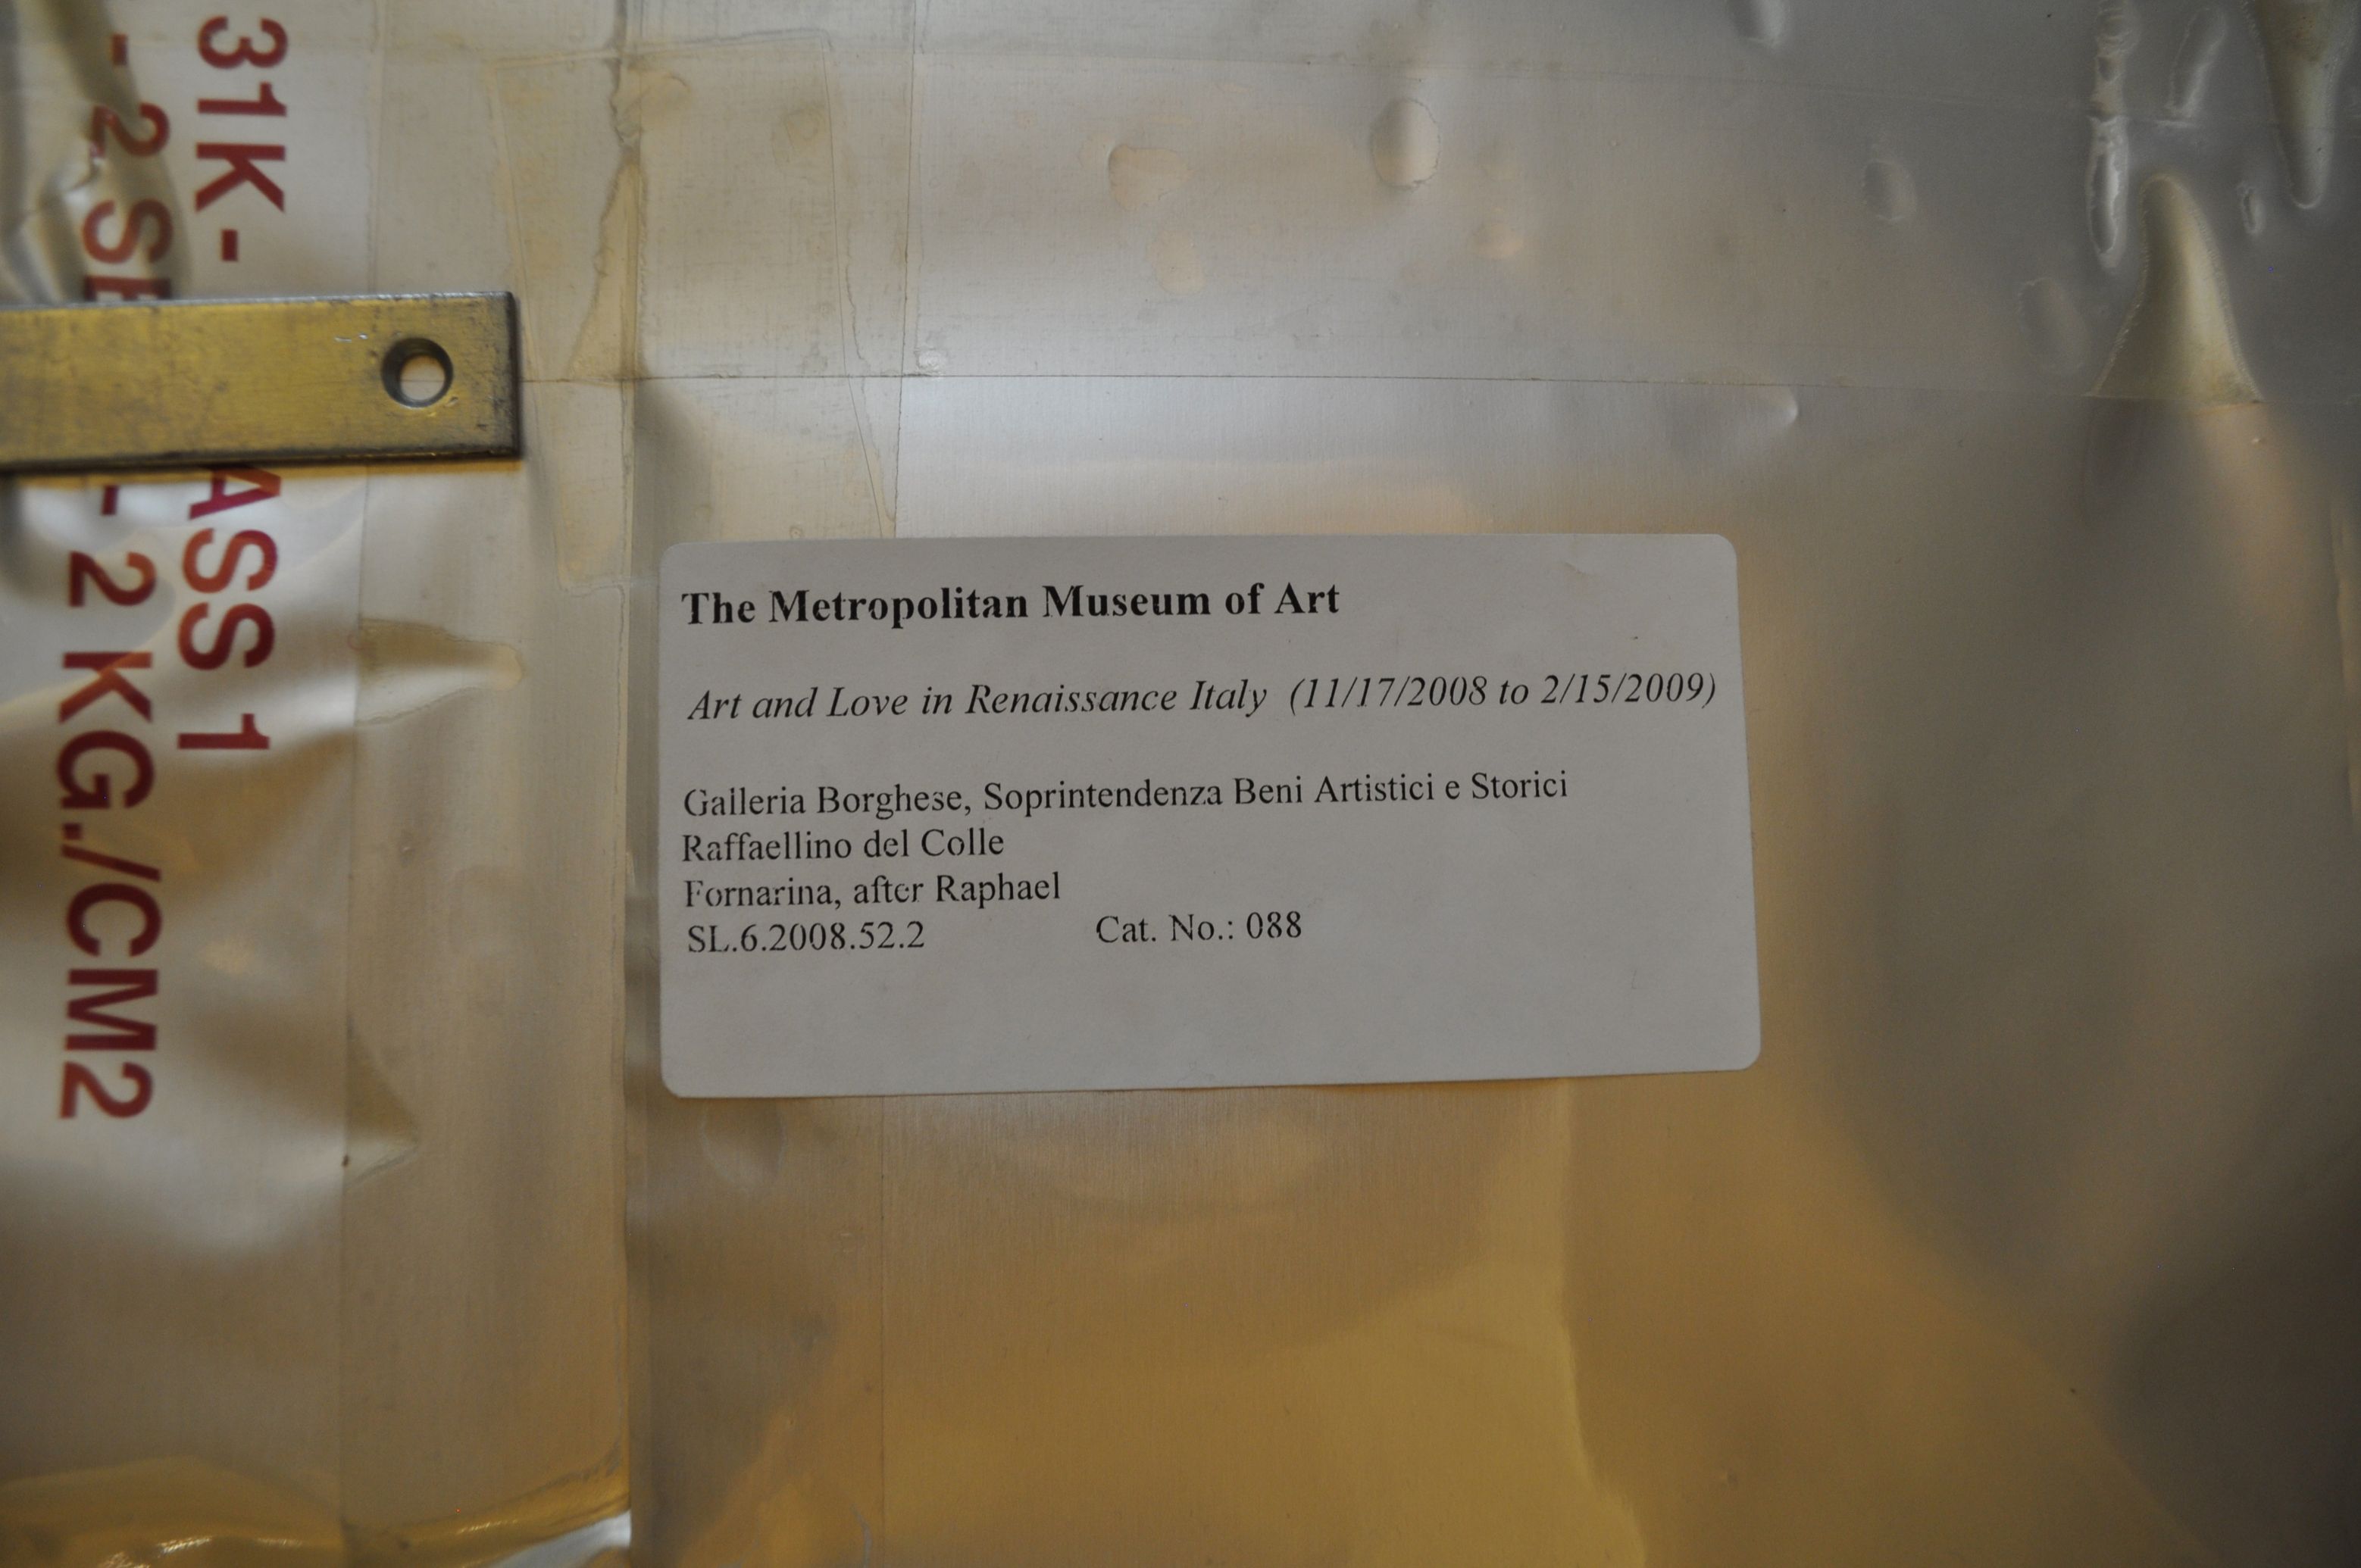 31K-
- 2 SE
ASS 1
- 2 KG./CM2
The Metropolitan Museum of Art
Art and Love in Renaissance Italy (11/17/2008 to 2/15/2009)
Galleria Borghese, Soprintendenza Beni Artistici e Storici
Raffaellino del Colle
Fornarina, after Raphael
SL.6.2008.52.2 Cat. No.: 088